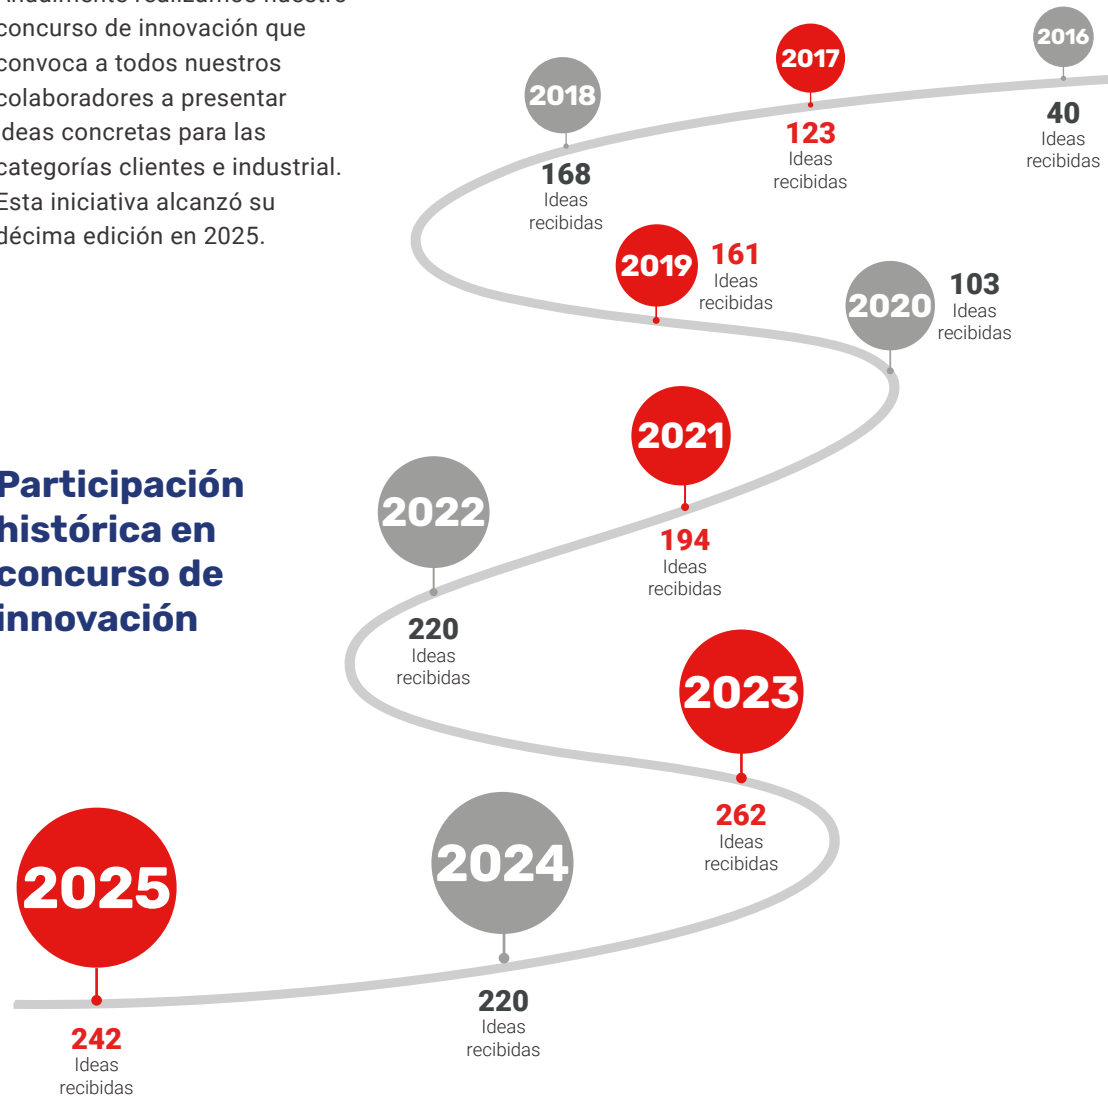 concurso de innovación que
convoca a todos nuestros
colaboradores a presentar
ideas concretas para las
categorías clientes e industrial.
Esta iniciativa alcanzó su
décima edición en 2025.
2016
40
Ideas
recibidas
2017
123
Ideas
recibidas
2018
168
Ideas
recibidas
2019
161
Ideas
recibidas
2020
103
Ideas
recibidas
2021
194
Ideas
recibidas
Participación
histórica en
concurso de
innovación
2022
220
Ideas
recibidas
2023
262
Ideas
recibidas
2024
220
Ideas
recibidas
2025
242
Ideas
recibidas